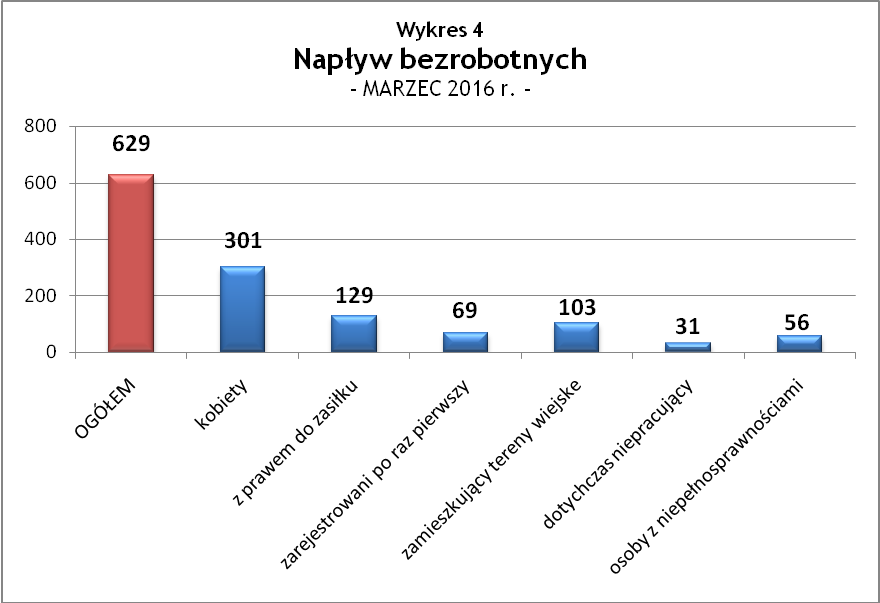 Wykres 4
Napływ bezrobotnych
- MARZEC 2016 r. -
800
600
400
200
0
629
301
129
69
103
31
56
OGÓŁEM
kobiety
z prawem do zasiłku
zarejestrowani po raz pierwszy
zamieszkujący tereny wiejske
dotychczas niepracujący
osoby z niepełnosprawnościami